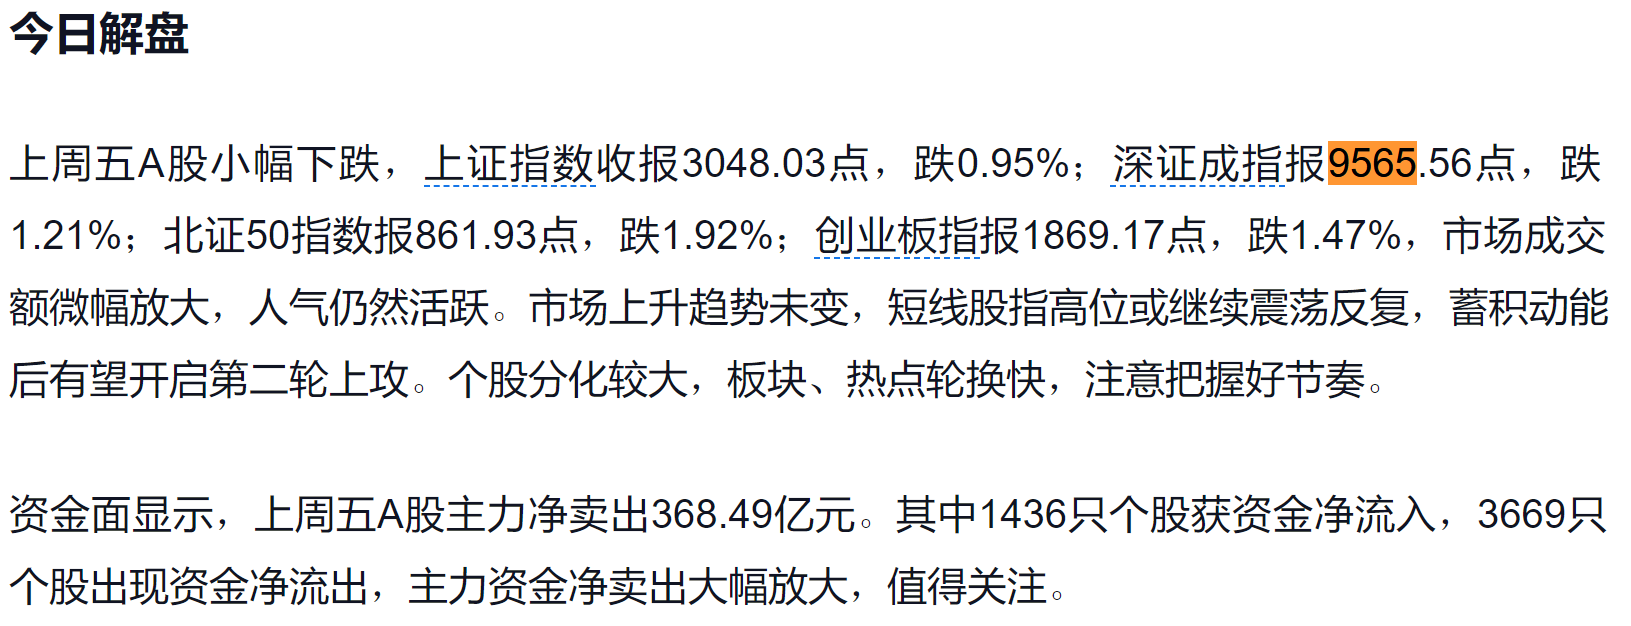 今日解盘
上周五A股小幅下跌，上证指数收报3048.03点，跌0.95%；深证成指报9565.56点，跌
1.21%；北证50指数报861.93点，跌1.92%；创业板指报1869.17点，跌1.47%，市场成交
额微幅放大，人气仍然活跃。市场上升趋势未变，短线股指高位或继续震荡反复，蓄积动能
后有望开启第二轮上攻。个股分化较大，板块、热点轮换快，注意把握好节奏。
资金面显示，上周五A股主力净卖出368.49亿元。其中1436只个股获资金净流入，3669只
个股出现资金净流出，主力资金净卖出大幅放大，值得关注。